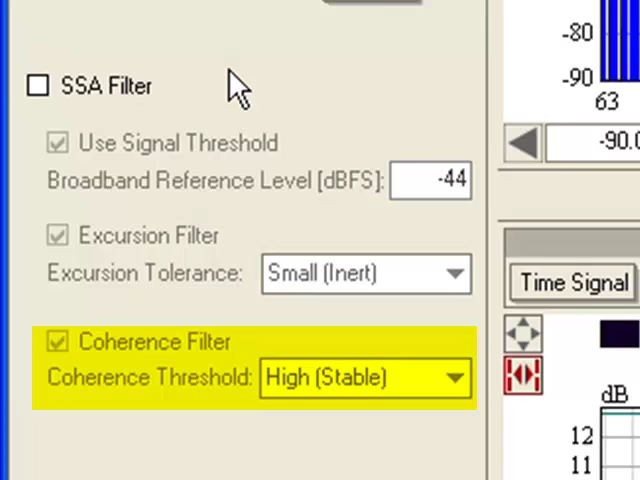 -80
-90
63
SSA Filter
-90.0
Use Signal Threshold
Broadband Reference Level [dBFS]: -44
Excursion Filter
Excursion Tolerance: Small (Inert)
Time Signal
Coherence Filter
Coherence Threshold: High (Stable)
dB
12
11